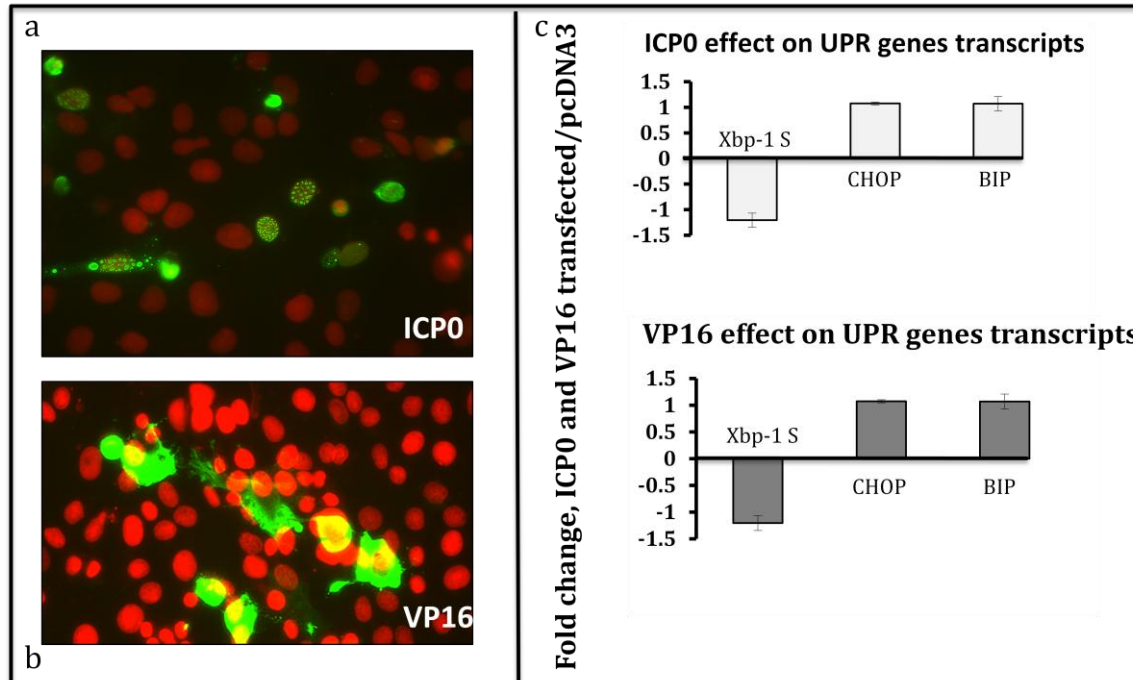 a
ICP0
VP16
b
c
Fold change, ICP0 and VP16 transfected/pcDNA3
ICP0 effect on UPR genes transcripts
1.5
1
0.5
0
-0.5
-1
-1.5
Xbp-1 S
CHOP
BIP
VP16 effect on UPR genes transcripts
1.5
1
0.5
0
-0.5
-1
-1.5
Xbp-1 S
CHOP
BIP